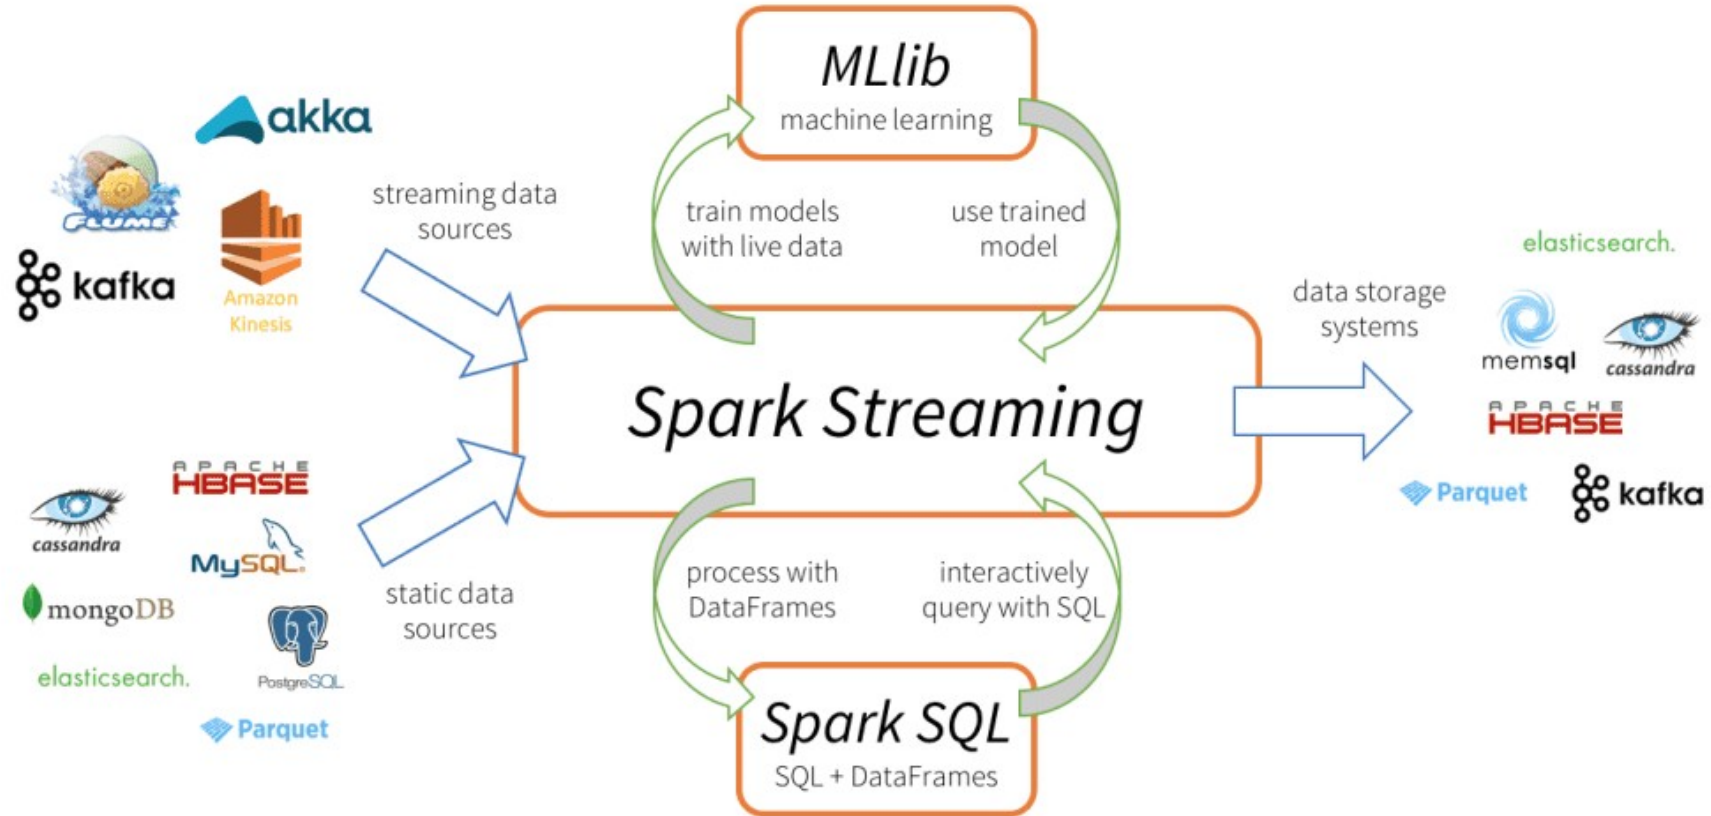 MLlib
machine learning
akka
FLUME
kafka
Amazon
Kinesis
streaming data
sources
train models
with live data
use trained
model
Spark Streaming
APACHE
HBASE
cassandra
MySQL®
mongoDB
PostgreSQL
elasticsearch.
Parquet
static data
sources
process with
DataFrames
interactively
query with SQL
Spark SQL
SQL + DataFrames
data storage
systems
elasticsearch.
memsql
cassandra
APACHE
HBASE
Parquet
kafka